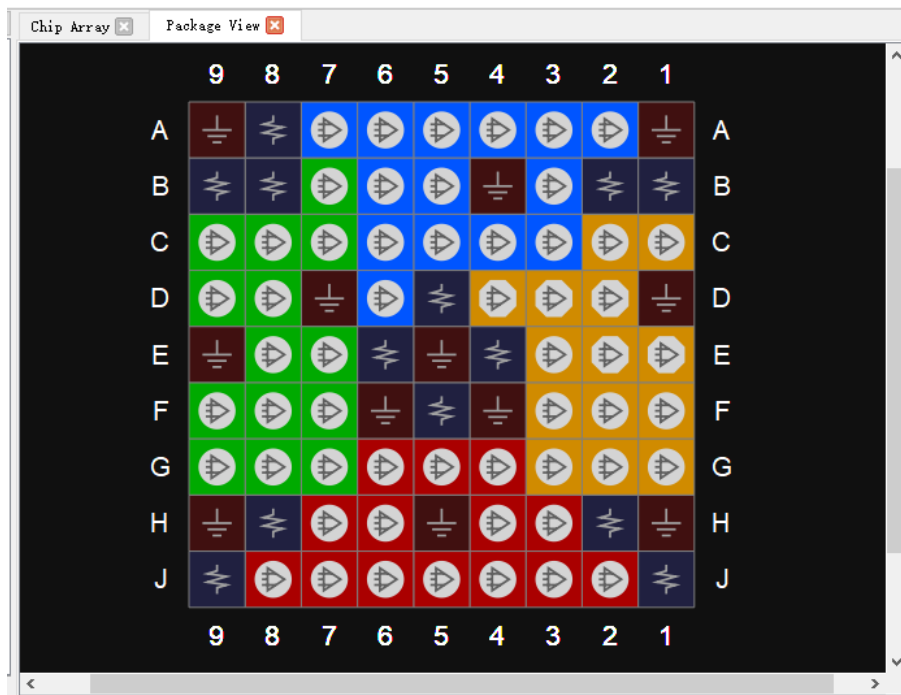 Chip Array Package View
9 8 7 6 5 4 3 2 1
A A
B B
C C
D D
E E
F F
G G
H H
J J
9 8 7 6 5 4 3 2 1